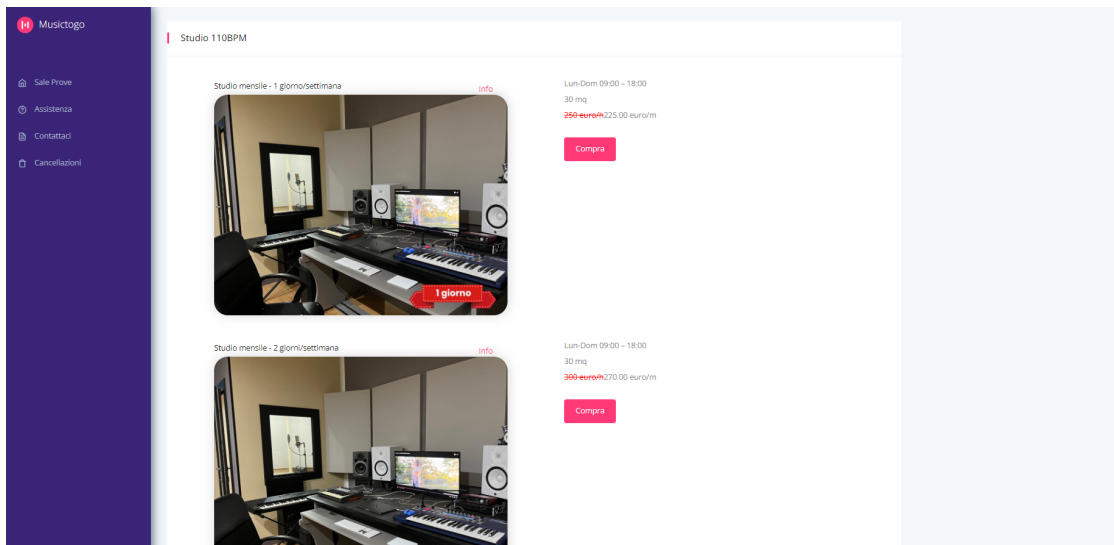 Musictogo
Sale Prove
Assistenza
Contattaci
Cancellazioni
Studio 110BPM
Studio mensile - 1 giorno/settimana
Info
Lun-Dom 09:00 – 18:00
30 mq
250 euro/h225.00 euro/m
Compra
1 giorno
Studio mensile - 2 giorni/settimana
Info
Lun-Dom 09:00 – 18:00
30 mq
300 euro/h270.00 euro/m
Compra